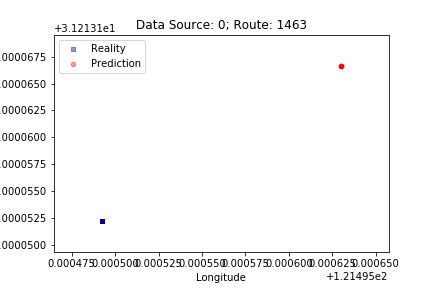 Data Source: 0; Route: 1463
+3.12131e1
Reality
Prediction
.0000675
.0000650
.0000625
.0000600
.0000575
.0000550
.0000525
.0000500
0.000475 0.000500 0.000525 0.000550 0.000575 0.000600 0.000625 0.000650
Longitude
+1.21495e2